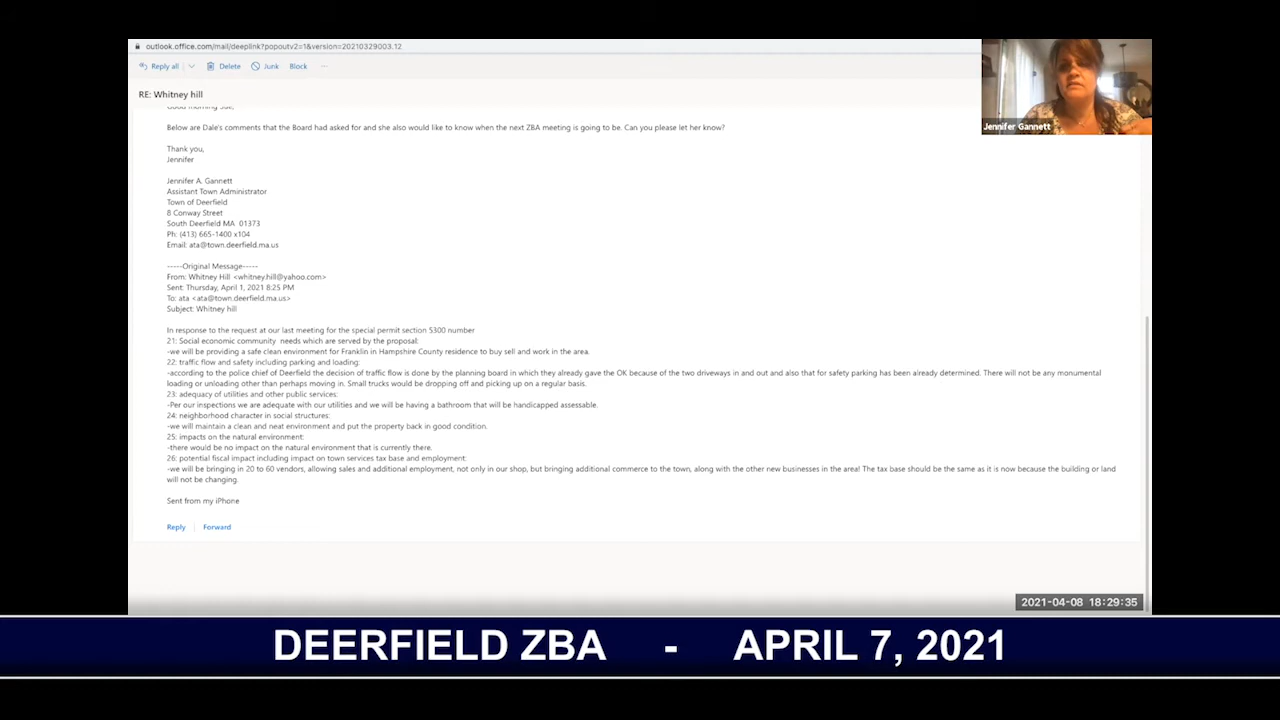 outlook.office.com/mail/deeplink?popoutv2=1&version=20210329003.12
Reply all
Delete
Junk
Block
RE: Whitney hill
Jennifer Gannett
Good morning Sue,
Below are Dale's comments that the Board had asked for and she also would like to know when the next ZBA meeting is going to be. Can you please let her know?
Thank you,
Jennifer
Jennifer A. Gannett
Assistant Town Administrator
Town of Deerfield
8 Conway Street
South Deerfield MA 01373
Ph: (413) 665-1400 x104
Email: ata@town.deerfield.ma.us
-----Original Message-----
From: Whitney Hill <whitney.hill@yahoo.com>
Sent: Thursday, April 1, 2021 8:25 PM
To: ata <ata@town.deerfield.ma.us>
Subject: Whitney hill
In response to the request at our last meeting for the special permit section 5300 number
21: Social economic community needs which are served by the proposal:
-we will be providing a safe clean environment for Franklin in Hampshire County residence to buy sell and work in the area.
22: traffic flow and safety including parking and loading:
-according to the police chief of Deerfield the decision of traffic flow is done by the planning board in which they already gave the OK because of the two driveways in and out and also that for safety parking has been already determined. There will not be any monumental
loading or unloading other than perhaps moving in. Small trucks would be dropping off and picking up on a regular basis.
23: adequacy of utilities and other public services:
-Per our inspections we are adequate with our utilities and we will be having a bathroom that will be handicapped assessable.
24: neighborhood character in social structures:
-we will maintain a clean and neat environment and put the property back in good condition.
25: impacts on the natural environment:
-there would be no impact on the natural environment that is currently there.
26: potential fiscal impact including impact on town services tax base and employment:
-we will be bringing in 20 to 60 vendors, allowing sales and additional employment, not only in our shop, but bringing additional commerce to the town, along with the other new businesses in the area! The tax base should be the same as it is now because the building or land
will not be changing.
Sent from my iPhone
Reply
Forward
2021-04-08 18:29:35
DEERFIELD ZBA - APRIL 7, 2021